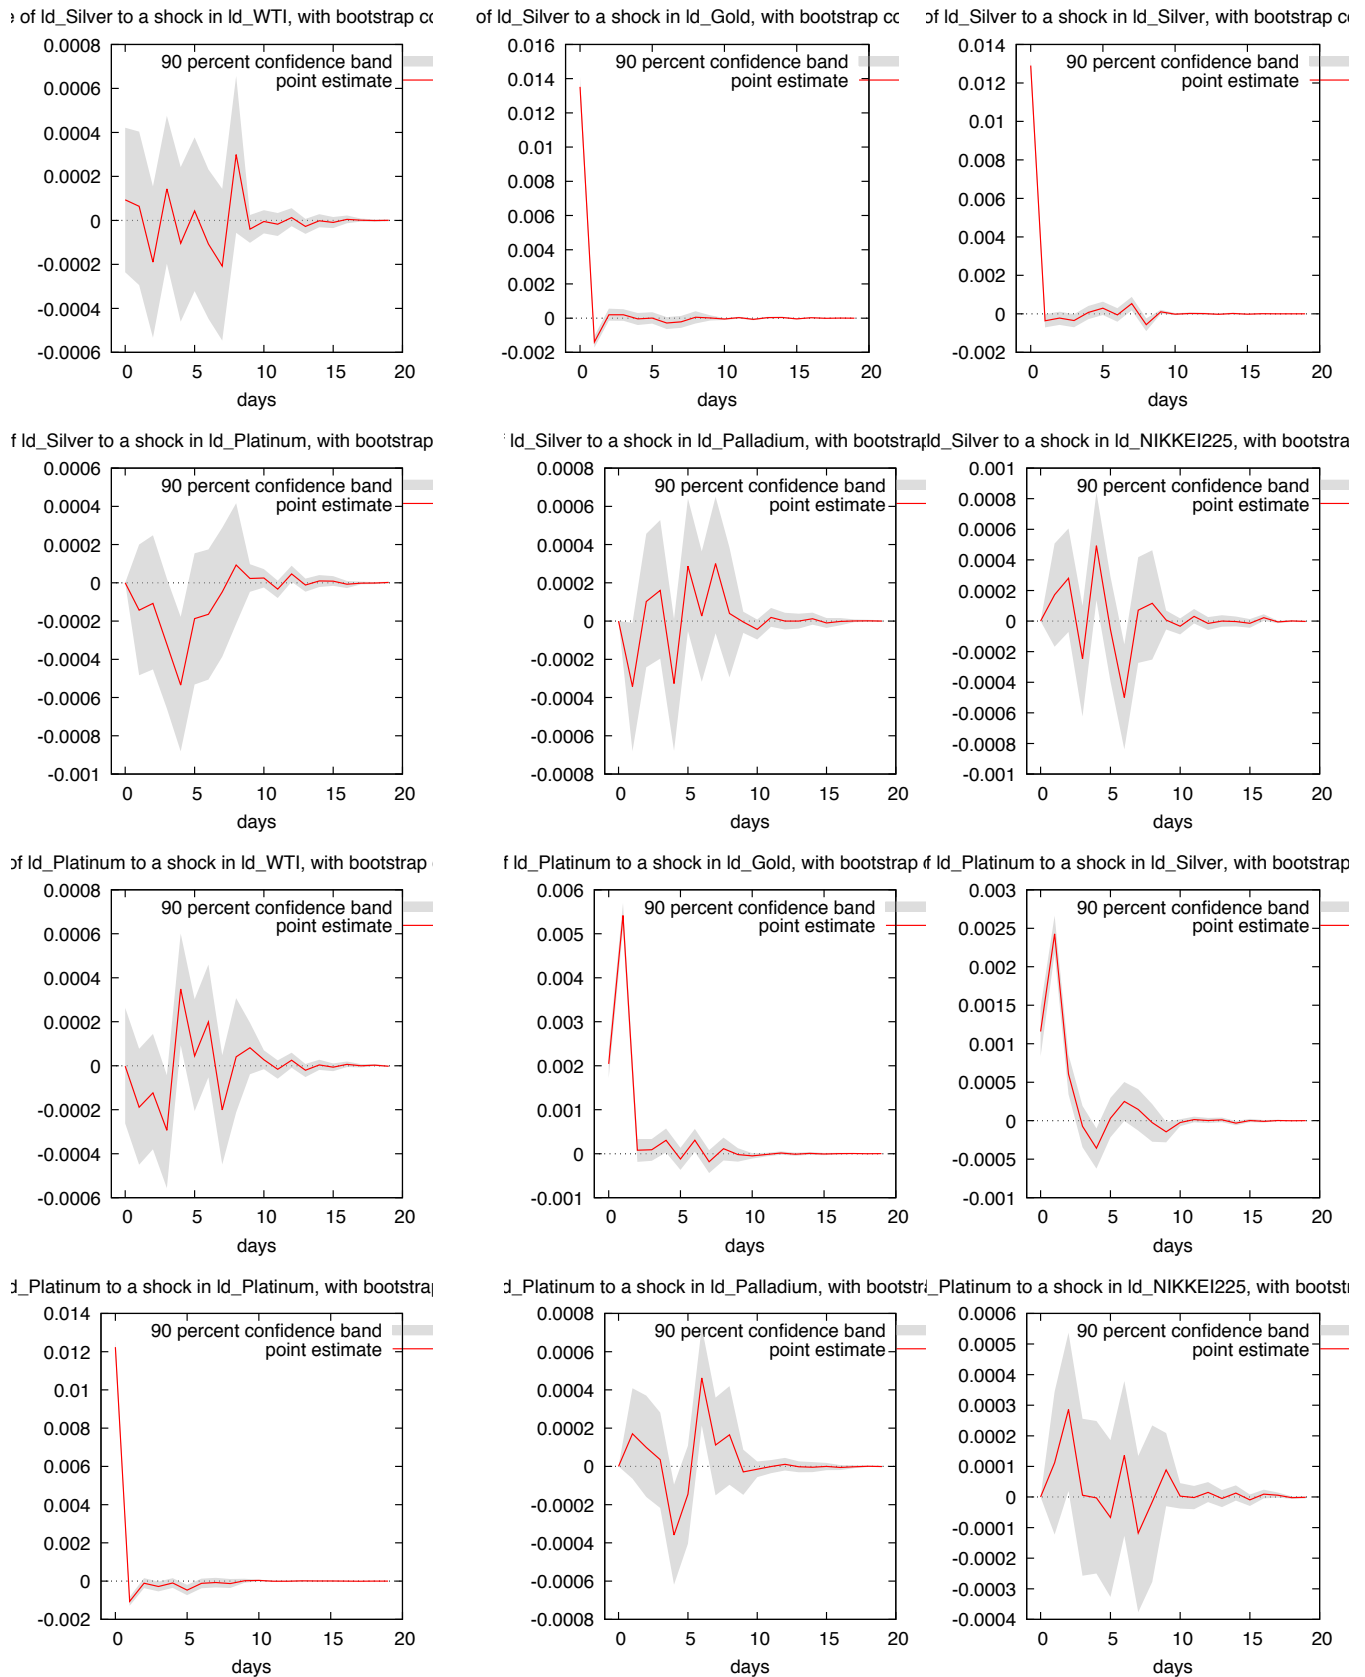 e of ld_Silver to a shock in ld_WTI, with bootstrap co
0.0008
0.0006
0.0004
0.0002
0
-0.0002
-0.0004
-0.0006
90 percent confidence band
point estimate
0 5 10 15 20
days
of ld_Silver to a shock in ld_Gold, with bootstrap co
0.016
0.014
0.012
0.01
0.008
0.006
0.004
0.002
0
-0.002
90 percent confidence band
point estimate
0 5 10 15 20
days
of ld_Silver to a shock in ld_Silver, with bootstrap co
0.014
0.012
0.01
0.008
0.006
0.004
0.002
0
-0.002
90 percent confidence band
point estimate
0 5 10 15 20
days
f ld_Silver to a shock in ld_Platinum, with bootstrap
0.0006
0.0004
0.0002
0
-0.0002
-0.0004
-0.0006
-0.0008
-0.001
90 percent confidence band
point estimate
0 5 10 15 20
days
f ld_Silver to a shock in ld_Palladium, with bootstrap
0.0008
0.0006
0.0004
0.0002
0
-0.0002
-0.0004
-0.0006
-0.0008
90 percent confidence band
point estimate
0 5 10 15 20
days
ld_Silver to a shock in ld_NIKKEI225, with bootstra
0.001
0.0008
0.0006
0.0004
0.0002
0
-0.0002
-0.0004
-0.0006
-0.0008
-0.001
90 percent confidence band
point estimate
0 5 10 15 20
days
of ld_Platinum to a shock in ld_WTI, with bootstrap
0.0008
0.0006
0.0004
0.0002
0
-0.0002
-0.0004
-0.0006
90 percent confidence band
point estimate
0 5 10 15 20
days
f ld_Platinum to a shock in ld_Gold, with bootstrap
0.006
0.005
0.004
0.003
0.002
0.001
0
-0.001
90 percent confidence band
point estimate
0 5 10 15 20
days
f ld_Platinum to a shock in ld_Silver, with bootstrap
0.003
0.0025
0.002
0.0015
0.001
0.0005
0
-0.0005
-0.001
90 percent confidence band
point estimate
0 5 10 15 20
days
d_Platinum to a shock in ld_Platinum, with bootstrap
0.014
0.012
0.01
0.008
0.006
0.004
0.002
0
-0.002
90 percent confidence band
point estimate
0 5 10 15 20
days
d_Platinum to a shock in ld_Palladium, with bootstra
0.0008
0.0006
0.0004
0.0002
0
-0.0002
-0.0004
-0.0006
-0.0008
90 percent confidence band
point estimate
0 5 10 15 20
days
_Platinum to a shock in ld_NIKKEI225, with bootstr
0.0006
0.0005
0.0004
0.0003
0.0002
0.0001
0
-0.0001
-0.0002
-0.0003
-0.0004
90 percent confidence band
point estimate
0 5 10 15 20
days